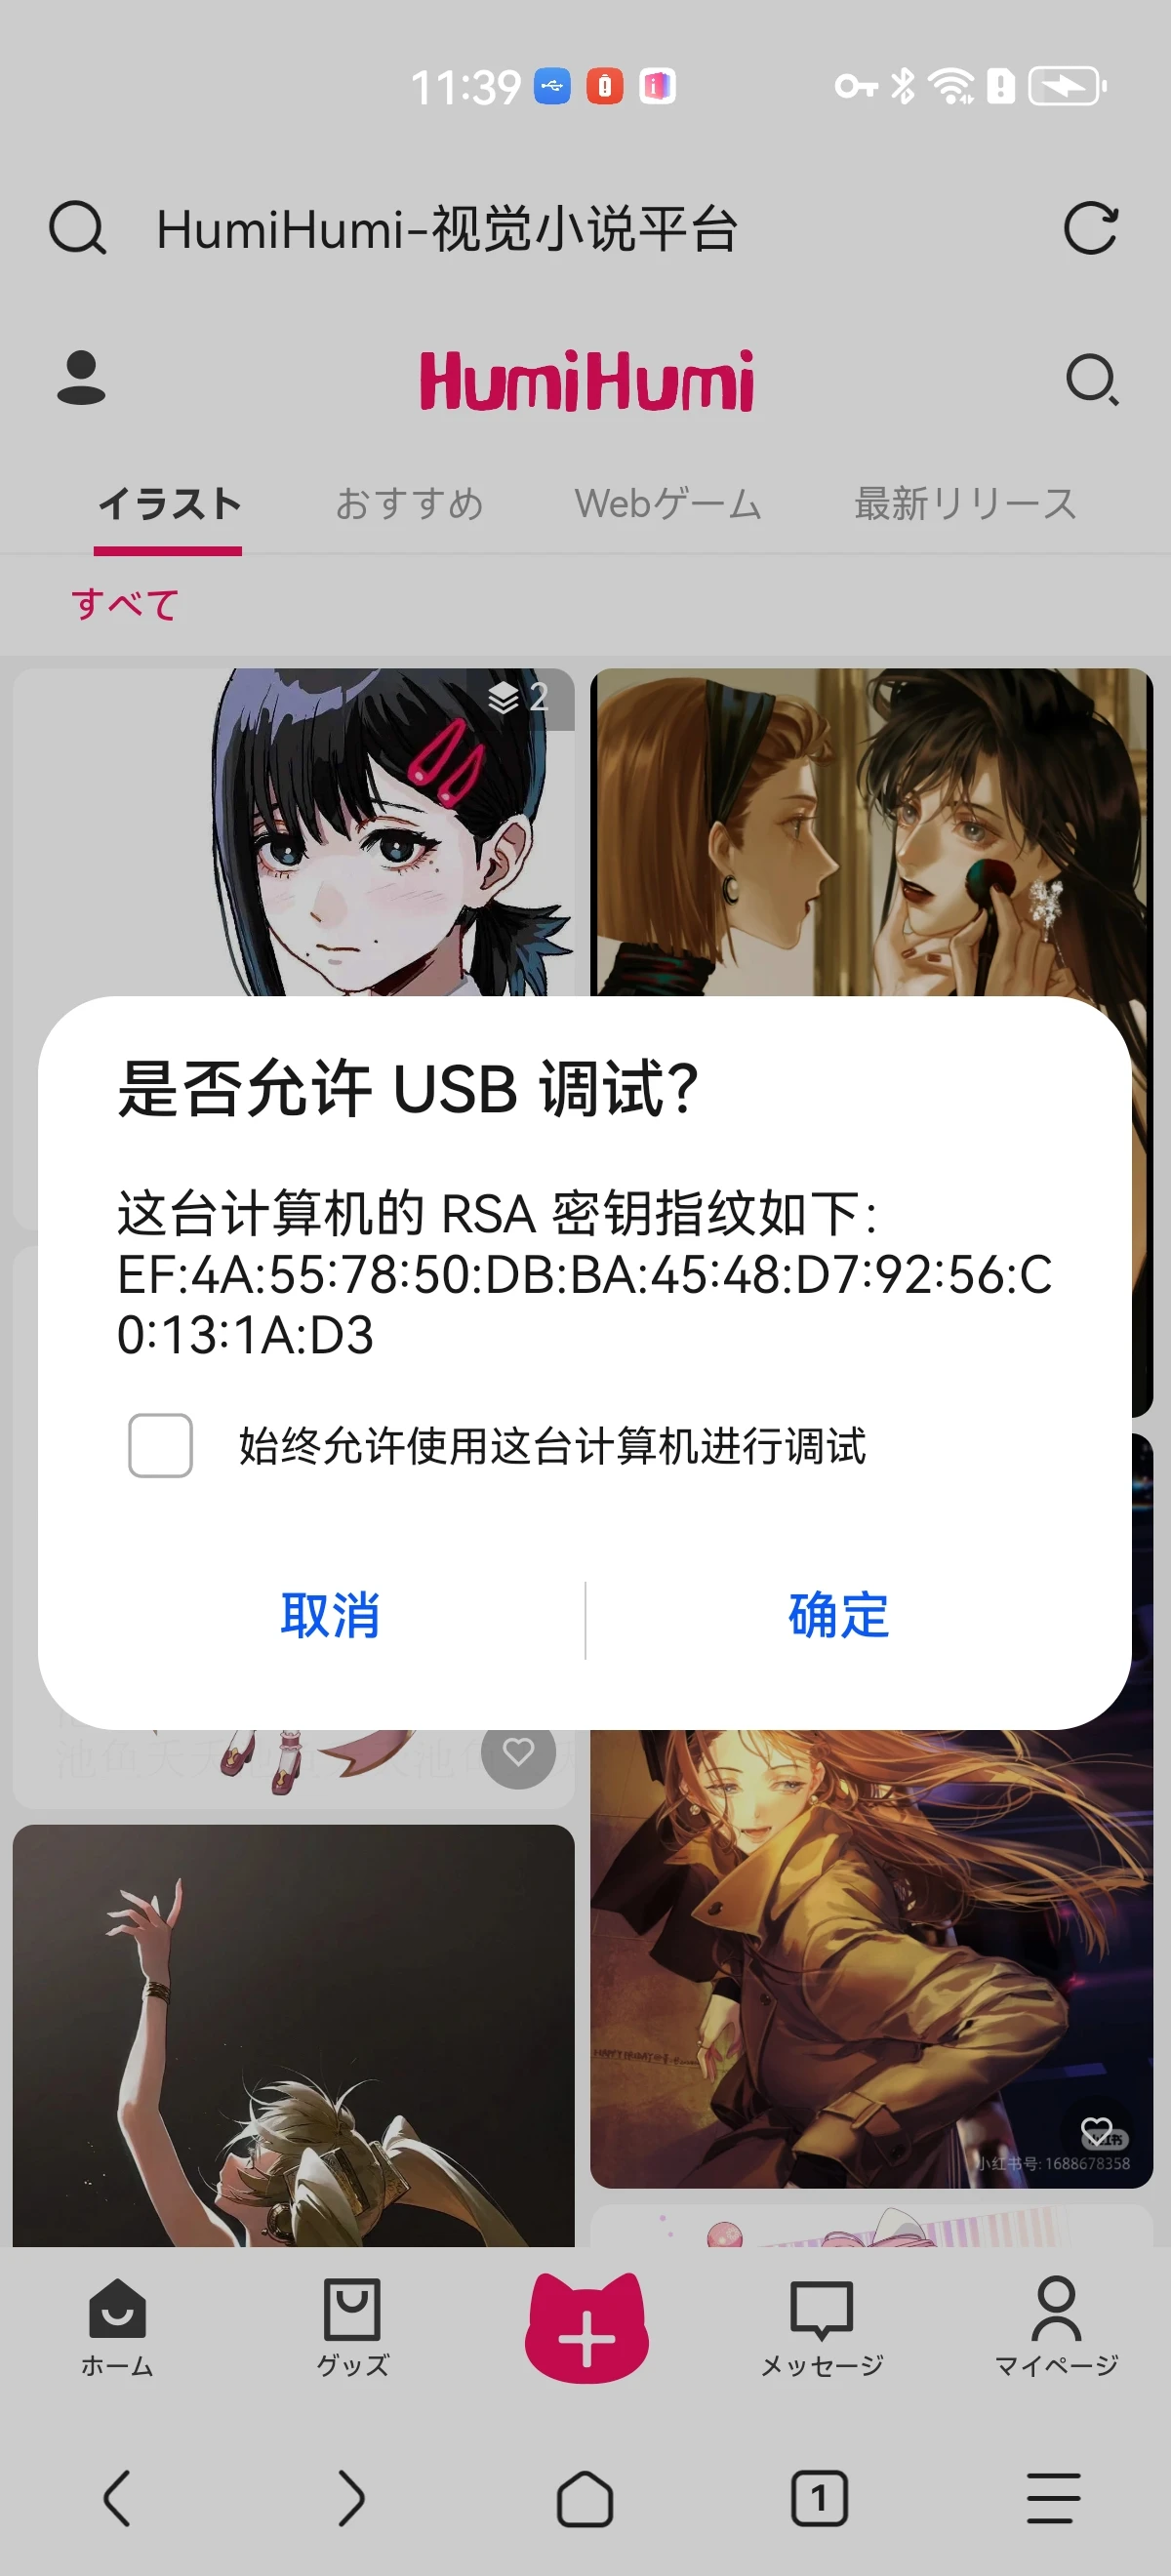 11:39
HumiHumi-视觉小说平台
HumiHumi
イラスト おすすめ Webゲーム 最新リリース
すべて
2
是否允许 USB 调试?
这台计算机的 RSA 密钥指纹如下:
EF:4A:55:78:50:DB:BA:45:48:D7:92:56:C
0:13:1A:D3
始终允许使用这台计算机进行调试
取消 确定
小红书号: 1688678358
ホーム グッズ メッセージ マイページ
1